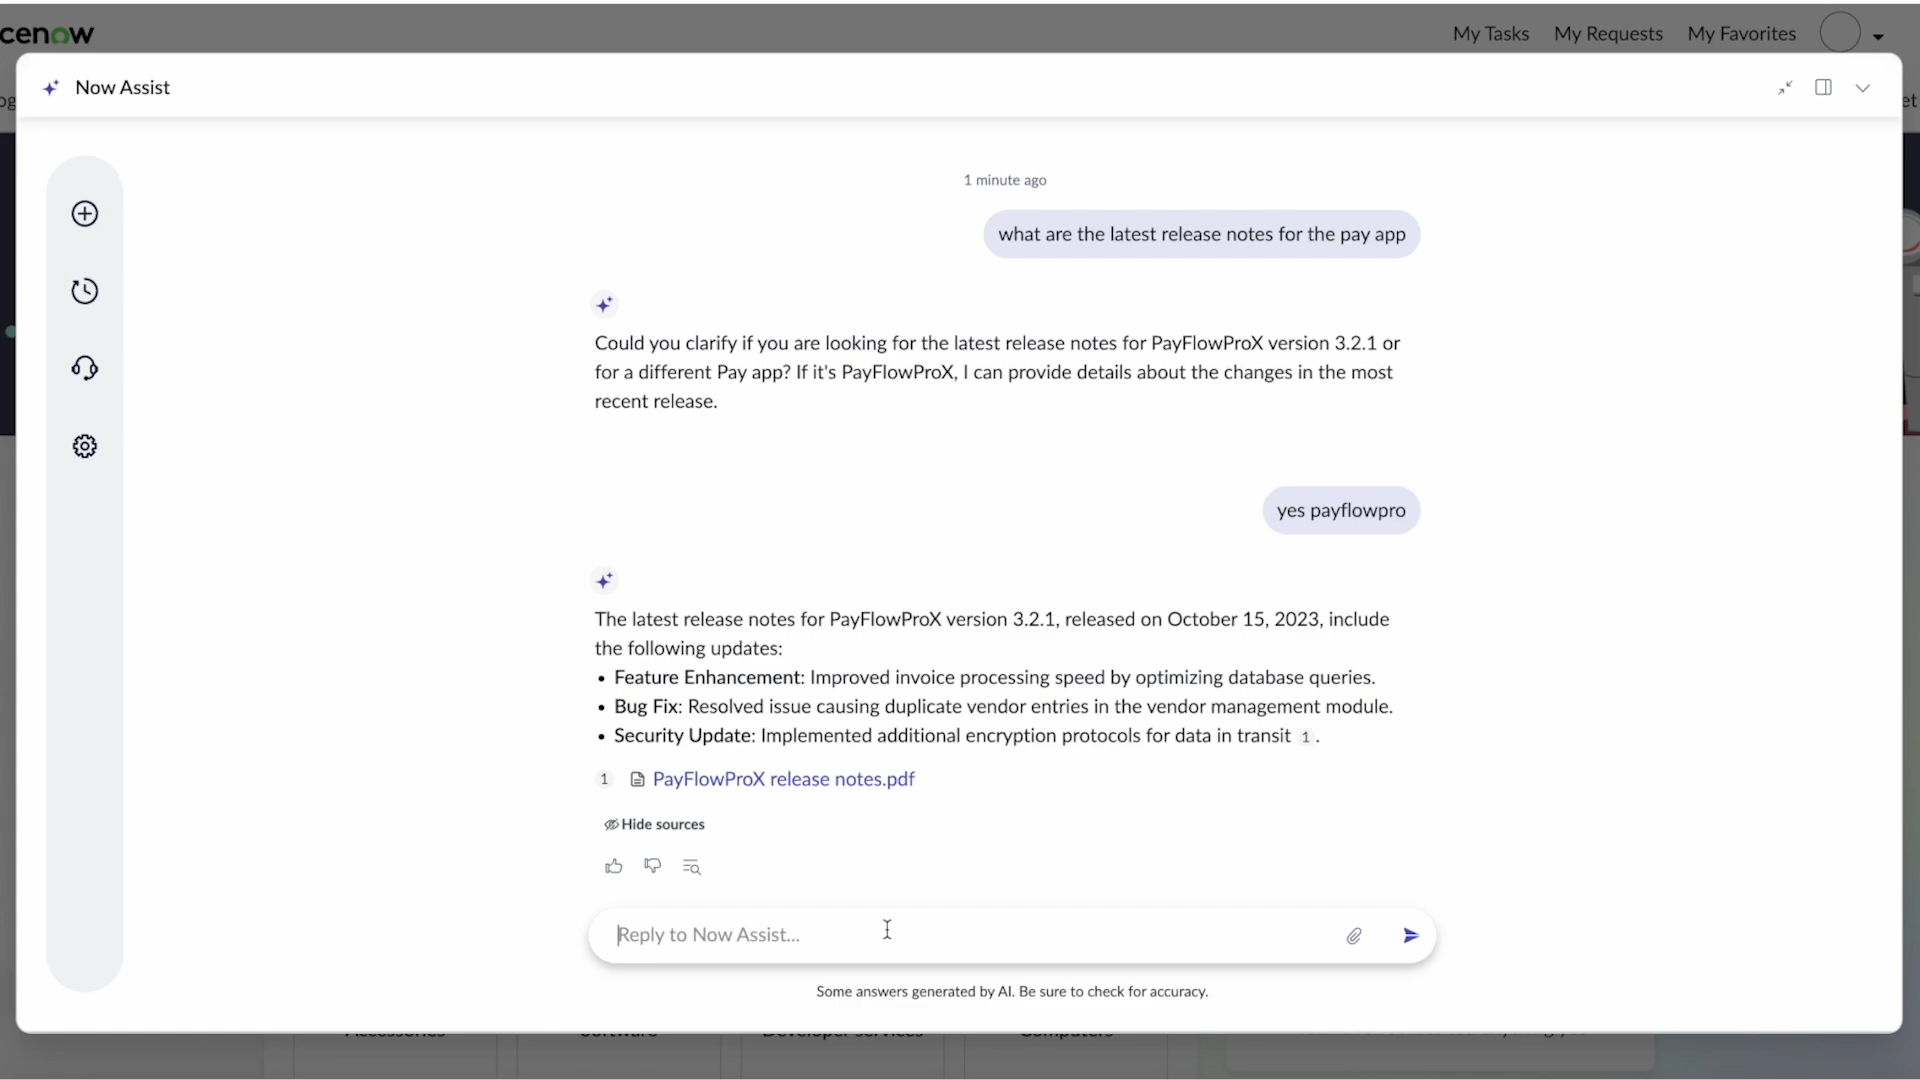 cenow
My Tasks
My Requests
My Favorites
Now Assist
1 minute ago
what are the latest release notes for the pay app
Could you clarify if you are looking for the latest release notes for PayFlowProX version 3.2.1 or
for a different Pay app? If it's PayFlowProX, I can provide details about the changes in the most
recent release.
yes payflowpro
The latest release notes for PayFlowProX version 3.2.1, released on October 15, 2023, include
the following updates:
• Feature Enhancement: Improved invoice processing speed by optimizing database queries.
• Bug Fix: Resolved issue causing duplicate vendor entries in the vendor management module.
• Security Update: Implemented additional encryption protocols for data in transit 1 .
1 PayFlowProX release notes.pdf
Hide sources
Reply to Now Assist...
Some answers generated by AI. Be sure to check for accuracy.
Accessories
Software
Developer services
Computers